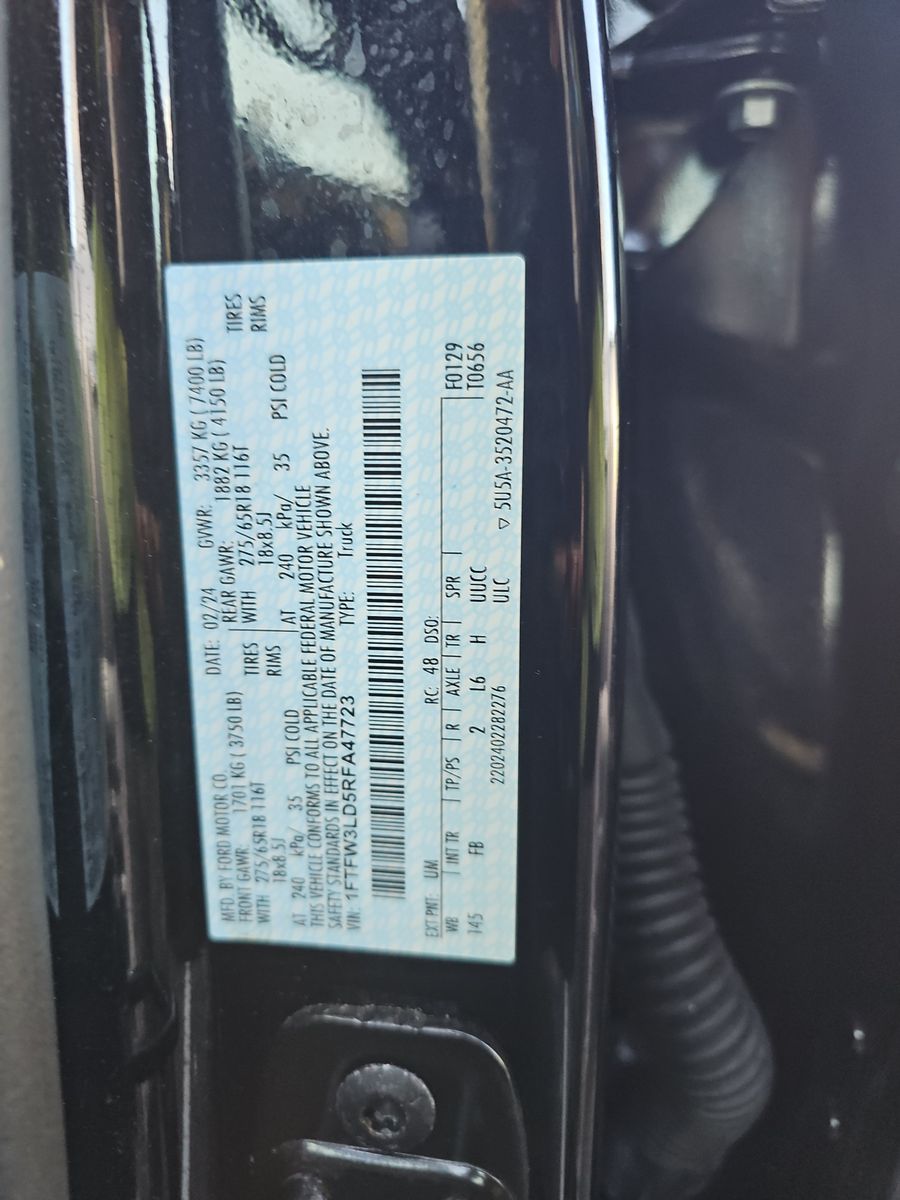 MFD. BY FORD MOTOR CO. DATE: 02/24 GVWR: 3357 KG ( 7400 LB)
FRONT GAWR: 1701 KG ( 3750 LB) REAR GAWR: 1882 KG ( 4150 LB)
WITH 275/65R18 116T TIRES WITH 275/65R18 116T TIRES
18x8.5J RIMS 18x8.5J RIMS
AT 240 kPa/ 35 PSI COLD AT 240 kPa/ 35 PSI COLD
THIS VEHICLE CONFORMS TO ALL APPLICABLE FEDERAL MOTOR VEHICLE
SAFETY STANDARDS IN EFFECT ON THE DATE OF MANUFACTURE SHOWN ABOVE.
VIN: 1FTFW3LD5RFA47723 TYPE: Truck
EXT PNT: UM RC: 48 DSO: F0129
WB INT TR TP/PS R AXLE TR SPR T0656
145 FB 2 L6 H UUCC
220240228​2276 ULC ▽ 5U5A-3520472-AA